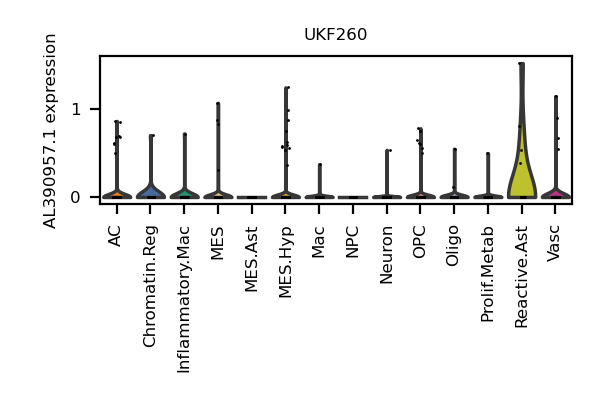 UKF260
AL390957.1 expression
1
0
AC
Chromatin.Reg
Inflammatory.Mac
MES
MES.Ast
MES.Hyp
Mac
NPC
Neuron
OPC
Oligo
Prolif.Metab
Reactive.Ast
Vasc